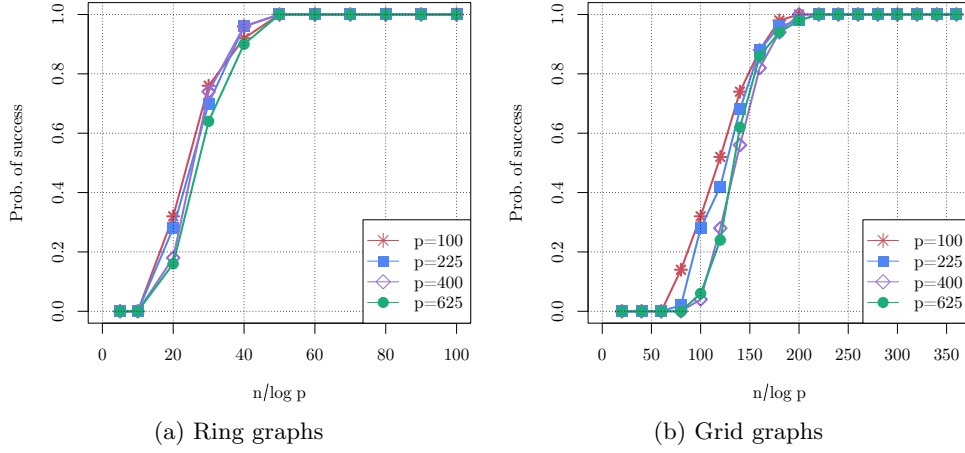 Prob. of success
0.0 0.2 0.4 0.6 0.8 1.0
p=100
p=225
p=400
p=625
0 20 40 60 80 100
n/log p
(a) Ring graphs
Prob. of success
0.0 0.2 0.4 0.6 0.8 1.0
p=100
p=225
p=400
p=625
0 50 100 150 200 250 300 350
n/log p
(b) Grid graphs